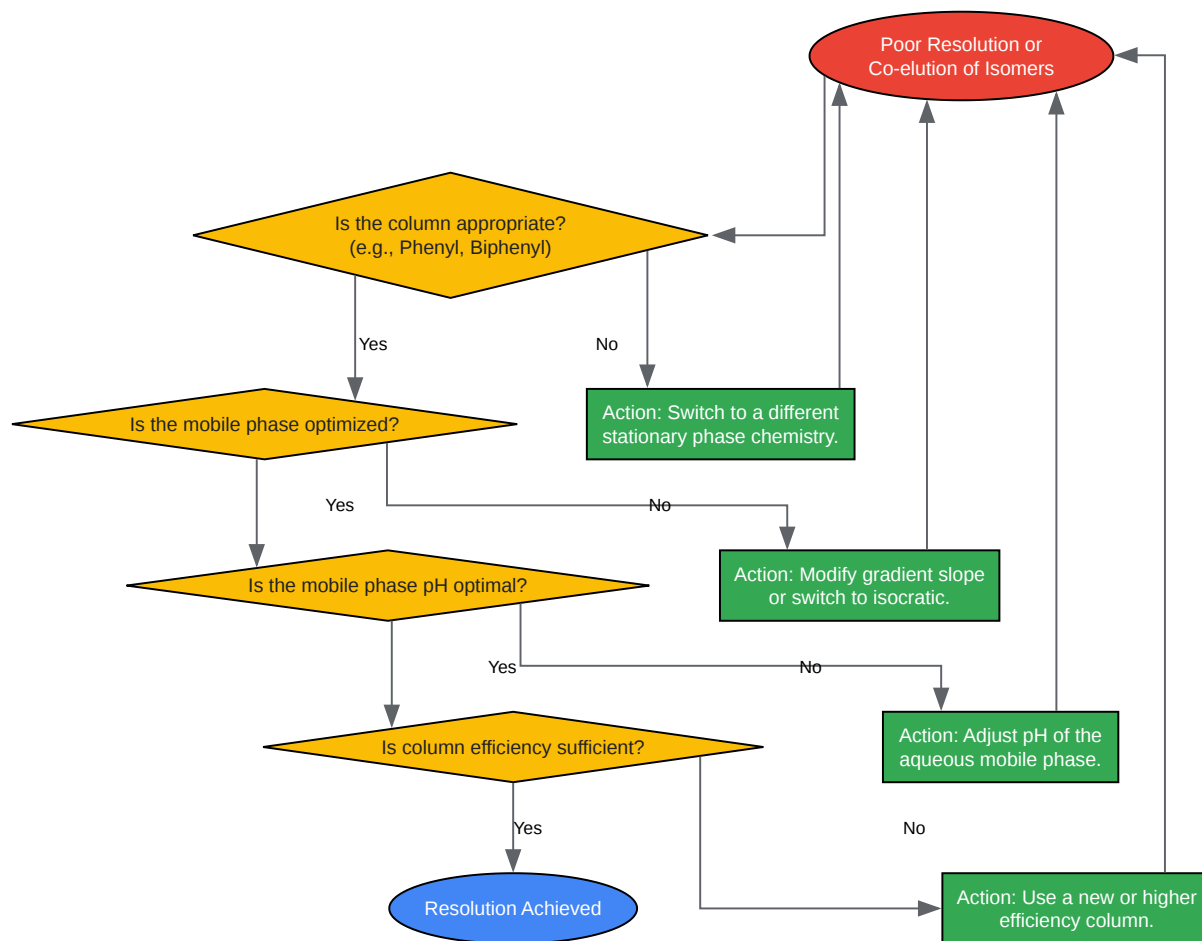 Poor Resolution or
Co-elution of Isomers
Is the column appropriate?
(e.g., Phenyl, Biphenyl)
Yes
No
Is the mobile phase optimized?
Action: Switch to a different
stationary phase chemistry.
Yes
No
Is the mobile phase pH optimal?
Action: Modify gradient slope
or switch to isocratic.
Yes
No
Is column efficiency sufficient?
Action: Adjust pH of the
aqueous mobile phase.
Yes
No
Resolution Achieved
Action: Use a new or higher
efficiency column.